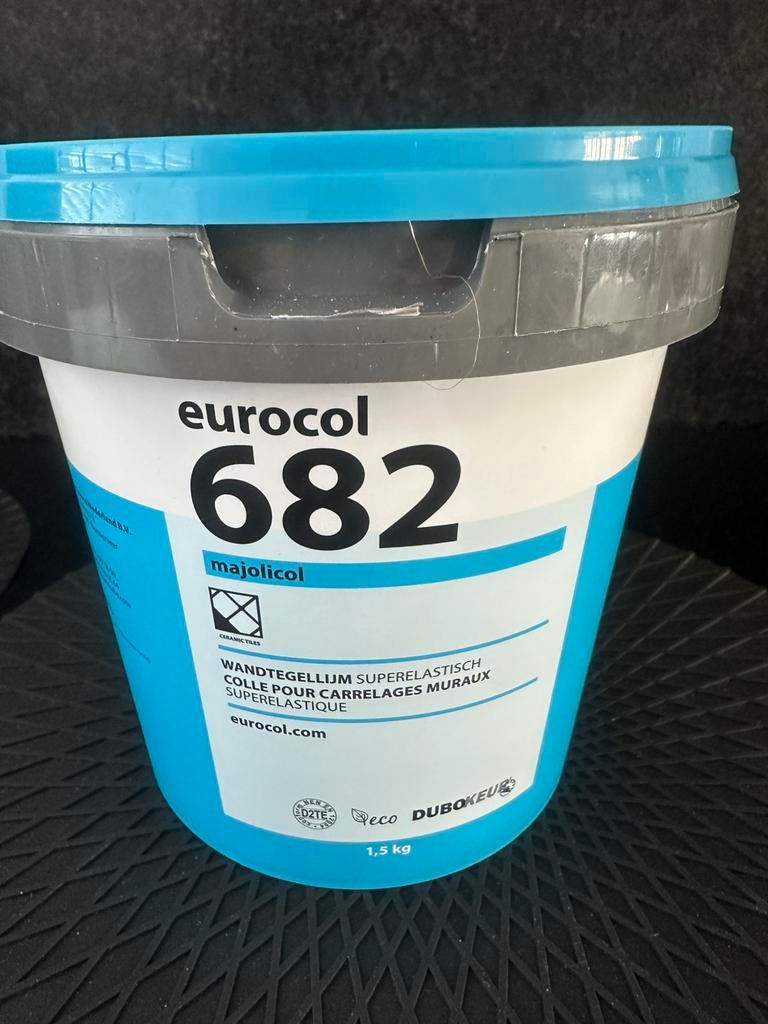 eurocol
682
majolicol
CERAMIC TILES
WANDTEGELLIJM SUPERELASTISCH
COLLE POUR CARRELAGES MURAUX
SUPERELASTIQUE
eurocol.com
D2TE
eco
DUBOKEUR
1,5 kg
B.V.